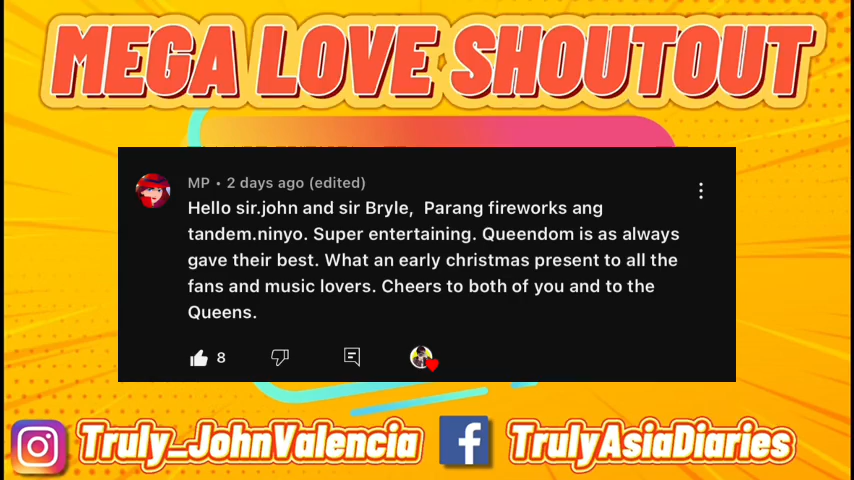 MEGA LOVE SHOUTOUT
MP • 2 days ago (edited)
Hello sir.john and sir Bryle,  Parang fireworks ang
tandem.ninyo. Super entertaining. Queendom is as always
gave their best. What an early christmas present to all the
fans and music lovers. Cheers to both of you and to the
Queens.
8
Truly_JohnValencia
TrulyAsiaDiaries